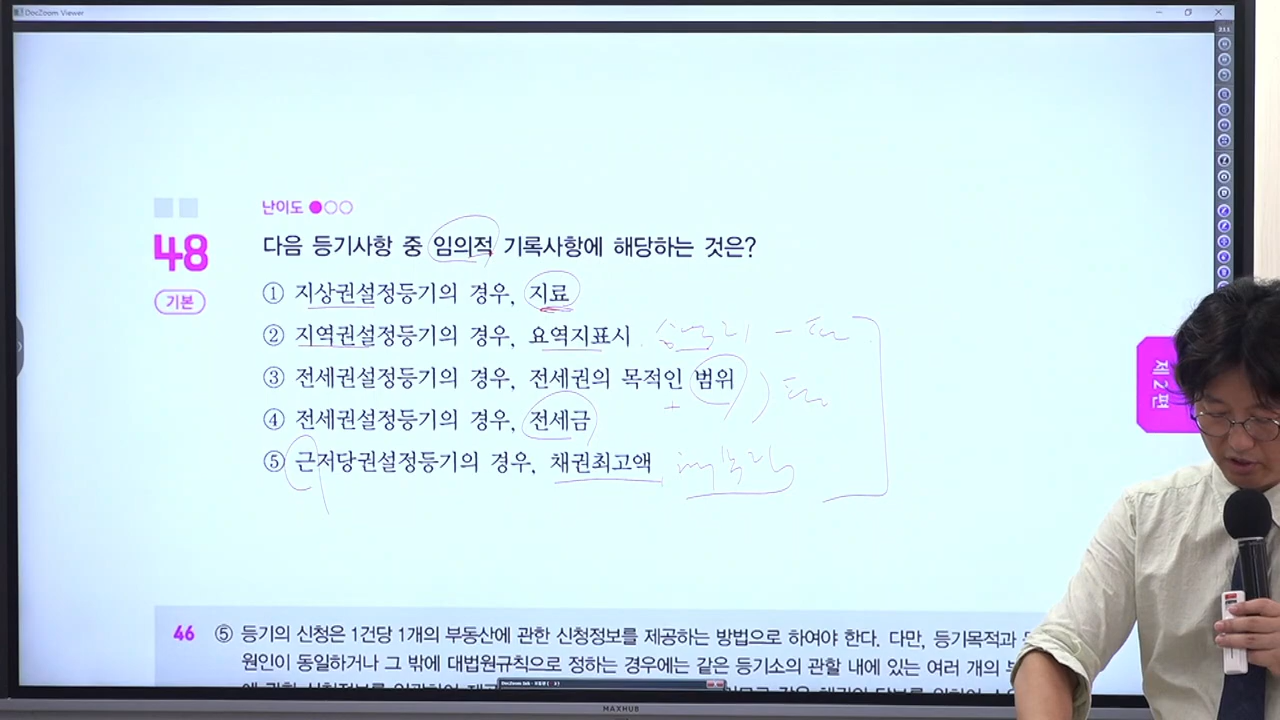 DocZoom Viewer
난이도
48
다음 등기사항 중 임의적 기록사항에 해당하는 것은?
기본
① 지상권설정등기의 경우, 지료
② 지역권설정등기의 경우, 요역지표시
③ 전세권설정등기의 경우, 전세권의 목적인 범위
④ 전세권설정등기의 경우, 전세금
⑤ 근저당권설정등기의 경우, 채권최고액
제2편
46 ⑤ 등기의 신청은 1건당 1개의 부동산에 관한 신청정보를 제공하는 방법으로 하여야 한다. 다만, 등기목적과
원인이 동일하거나 그 밖에 대법원규칙으로 정하는 경우에는 같은 등기소의 관할 내에 있는 여러 개의
MAXHUB